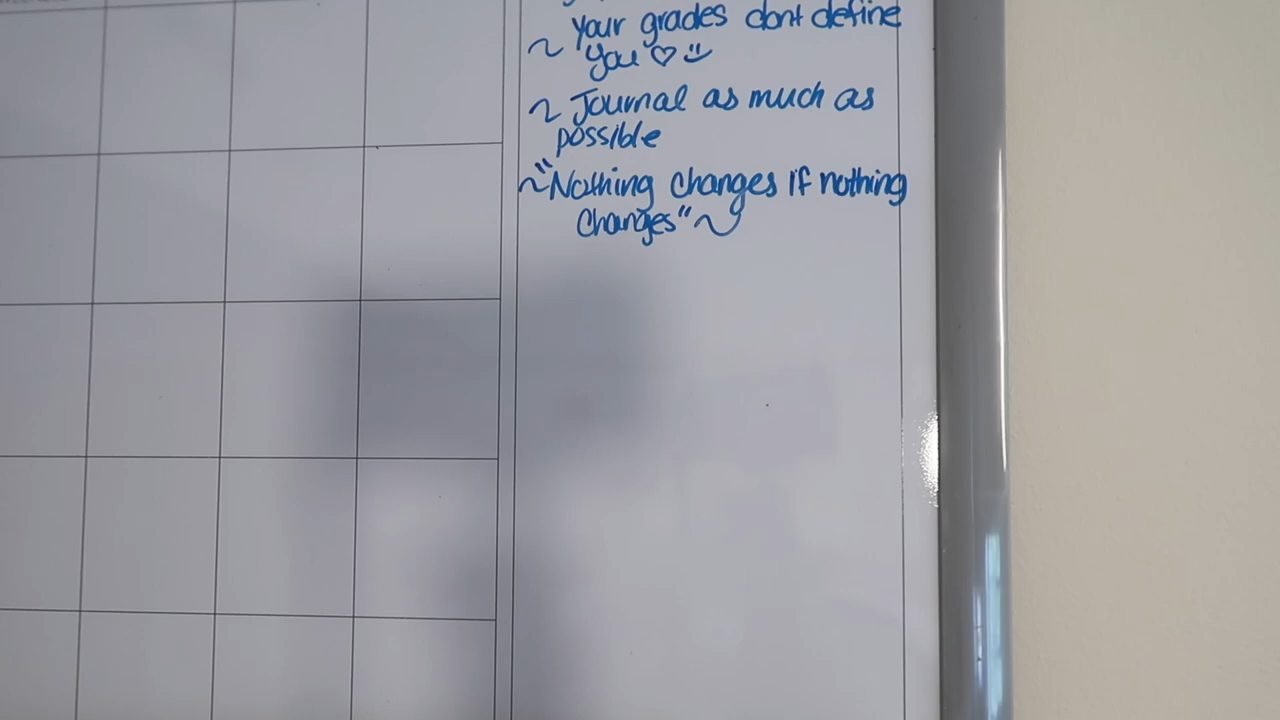 your grades dont define
~ you ♡ :)
~ Journal as much as
possible
~"Nothing changes if nothing
changes"~